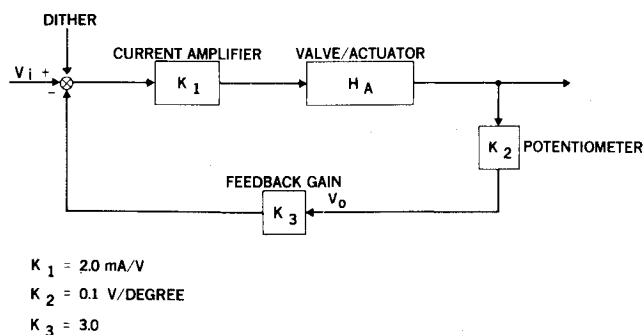 DITHER
CURRENT AMPLIFIER
VALVE/ACTUATOR
V i +
-
K 1
H A
K 2
POTENTIOMETER
FEEDBACK GAIN
K 3
V o
K 1 = 2.0 mA/V
K 2 = 0.1 V/DEGREE
K 3 = 3.0